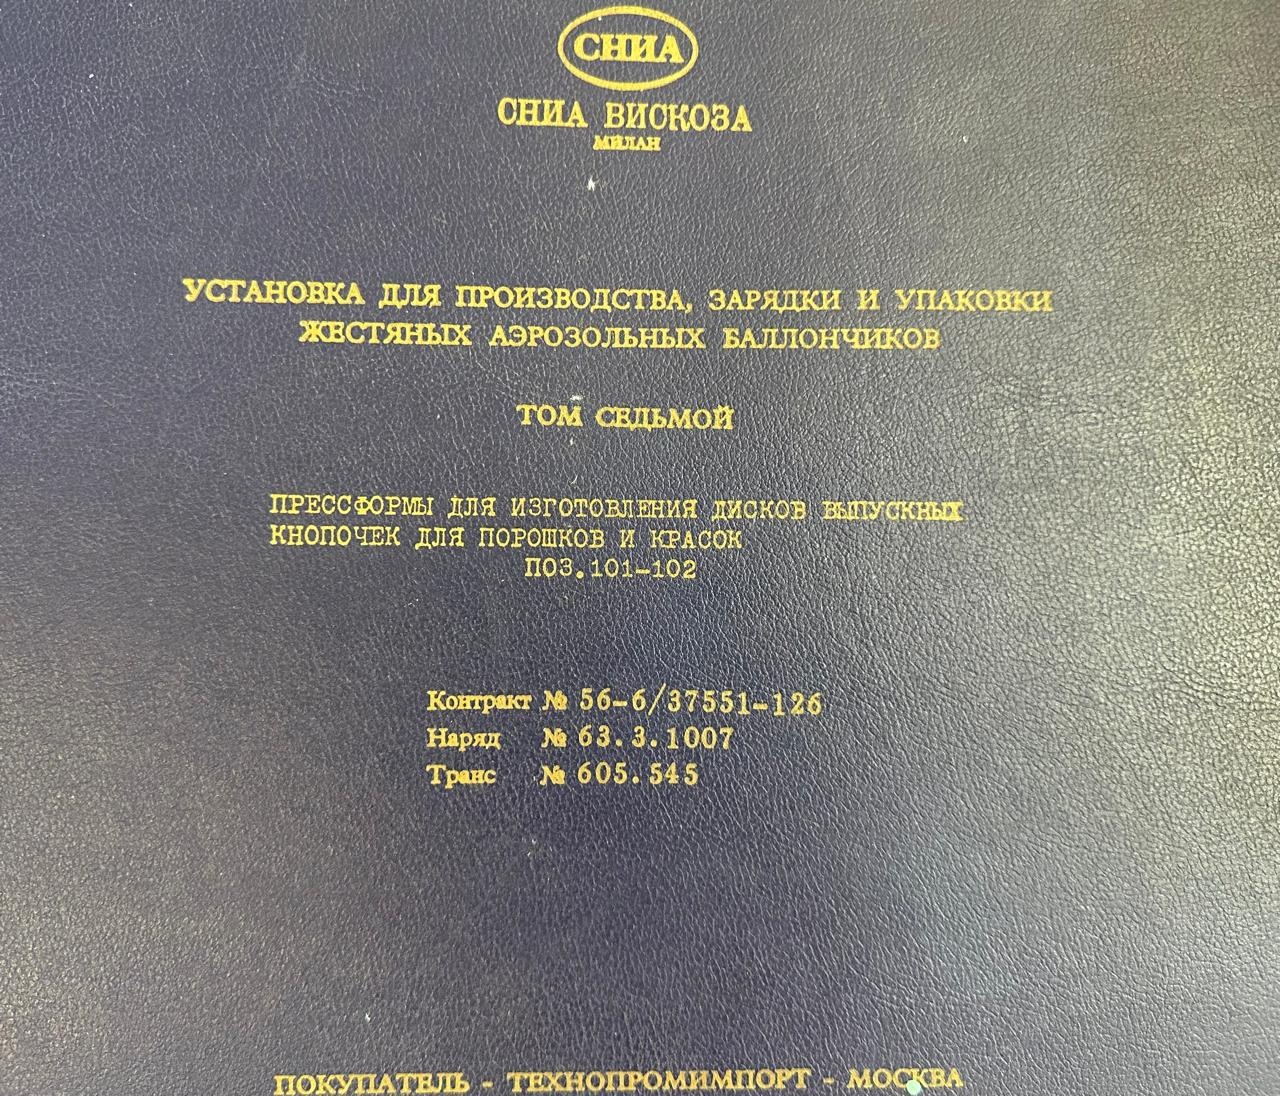 СНИА
СНИА ВИСКОЗА
МИЛАН
УСТАНОВКА ДЛЯ ПРОИЗВОДСТВА, ЗАРЯДКИ И УПАКОВКИ
ЖЕСТЯНЫХ АЭРОЗОЛЬНЫХ БАЛЛОНЧИКОВ
ТОМ СЕДЬМОЙ
ПРЕССФОРМЫ ДЛЯ ИЗГОТОВЛЕНИЯ ДИСКОВ ВЫПУСКНЫХ
КНОПОЧЕК ДЛЯ ПОРОШКОВ И КРАСОК
ПОЗ.101-102
Контракт № 56-6/37551-126
Наряд № 63.3.1007
Транс № 605.545
ПОКУПАТЕЛЬ - ТЕХНОПРОМИМПОРТ - МОСКВА